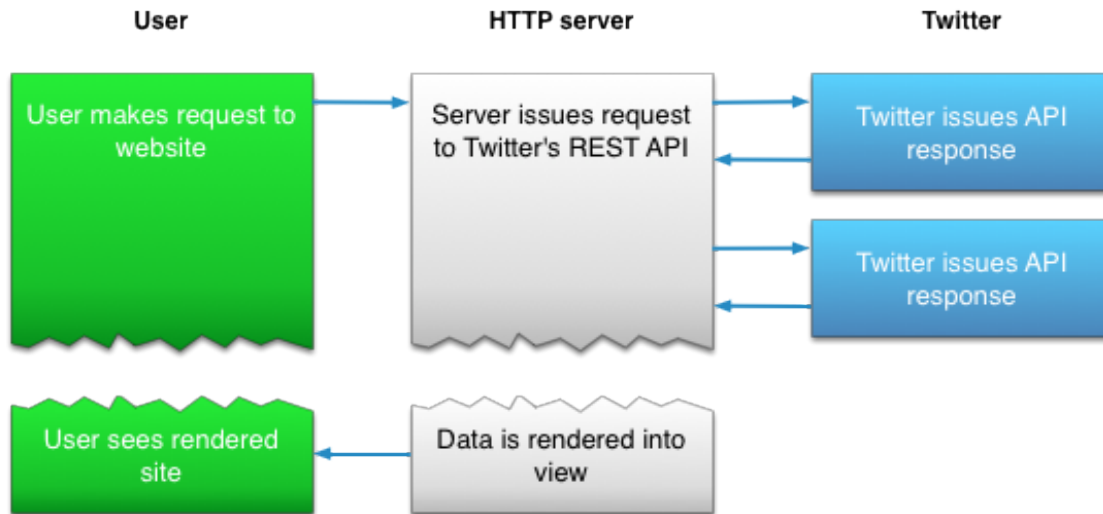 User
HTTP server
Twitter
User makes request to
website
Server issues request
to Twitter's REST API
Twitter issues API
response
Twitter issues API
response
User sees rendered
site
Data is rendered into
view